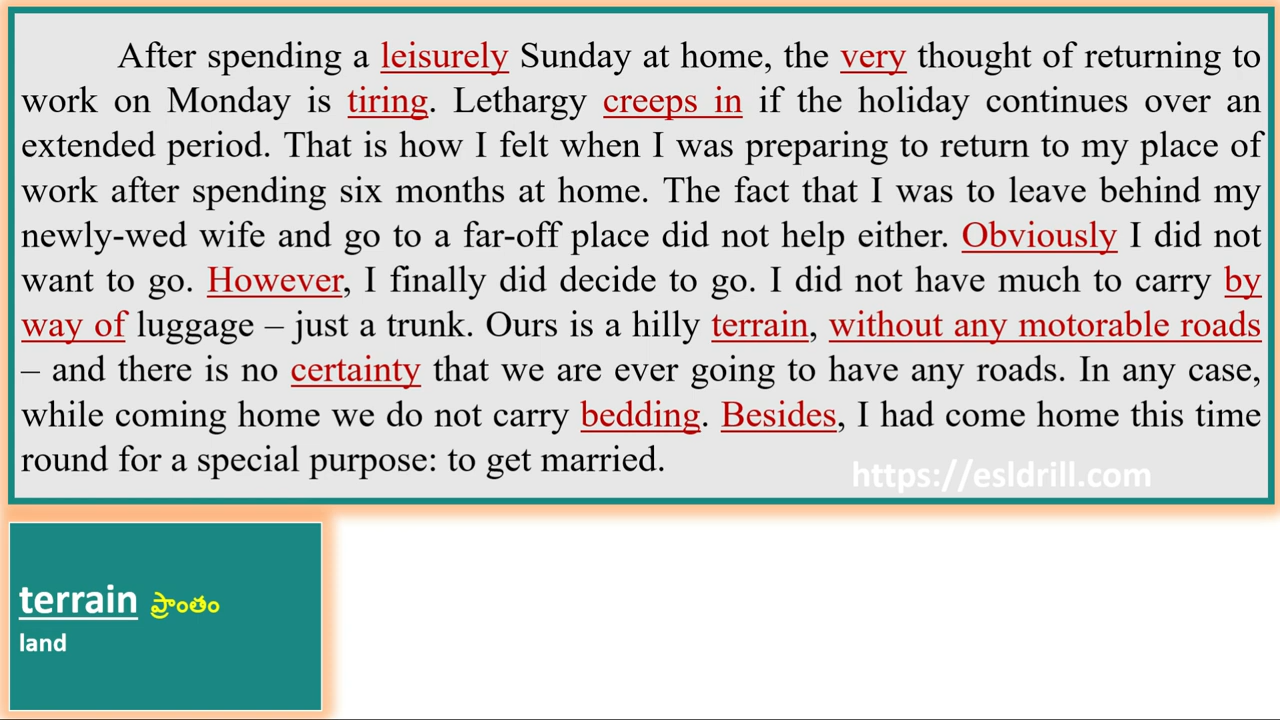 After spending a leisurely Sunday at home, the very thought of returning to
work on Monday is tiring. Lethargy creeps in if the holiday continues over an
extended period. That is how I felt when I was preparing to return to my place of
work after spending six months at home. The fact that I was to leave behind my
newly-wed wife and go to a far-off place did not help either. Obviously I did not
want to go. However, I finally did decide to go. I did not have much to carry by
way of luggage – just a trunk. Ours is a hilly terrain, without any motorable roads
– and there is no certainty that we are ever going to have any roads. In any case,
while coming home we do not carry bedding. Besides, I had come home this time
round for a special purpose: to get married.
https://esldrill.com
terrain ప్రాంతం
land